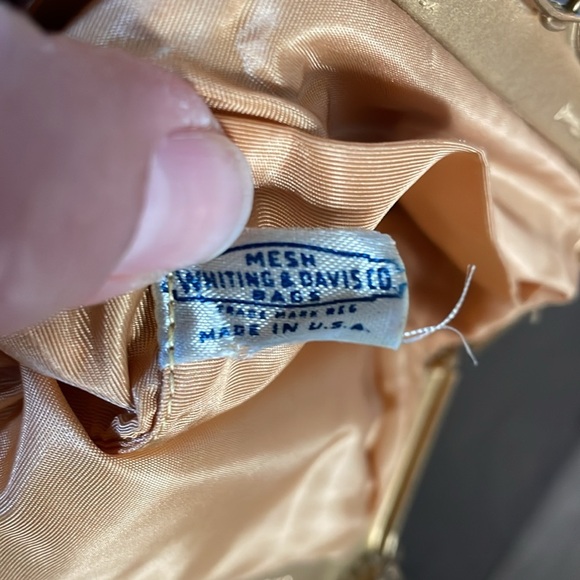 MESH
WHITING & DAVIS CO.
BAGS
TRADE MARK REG
MADE IN U.S.A.